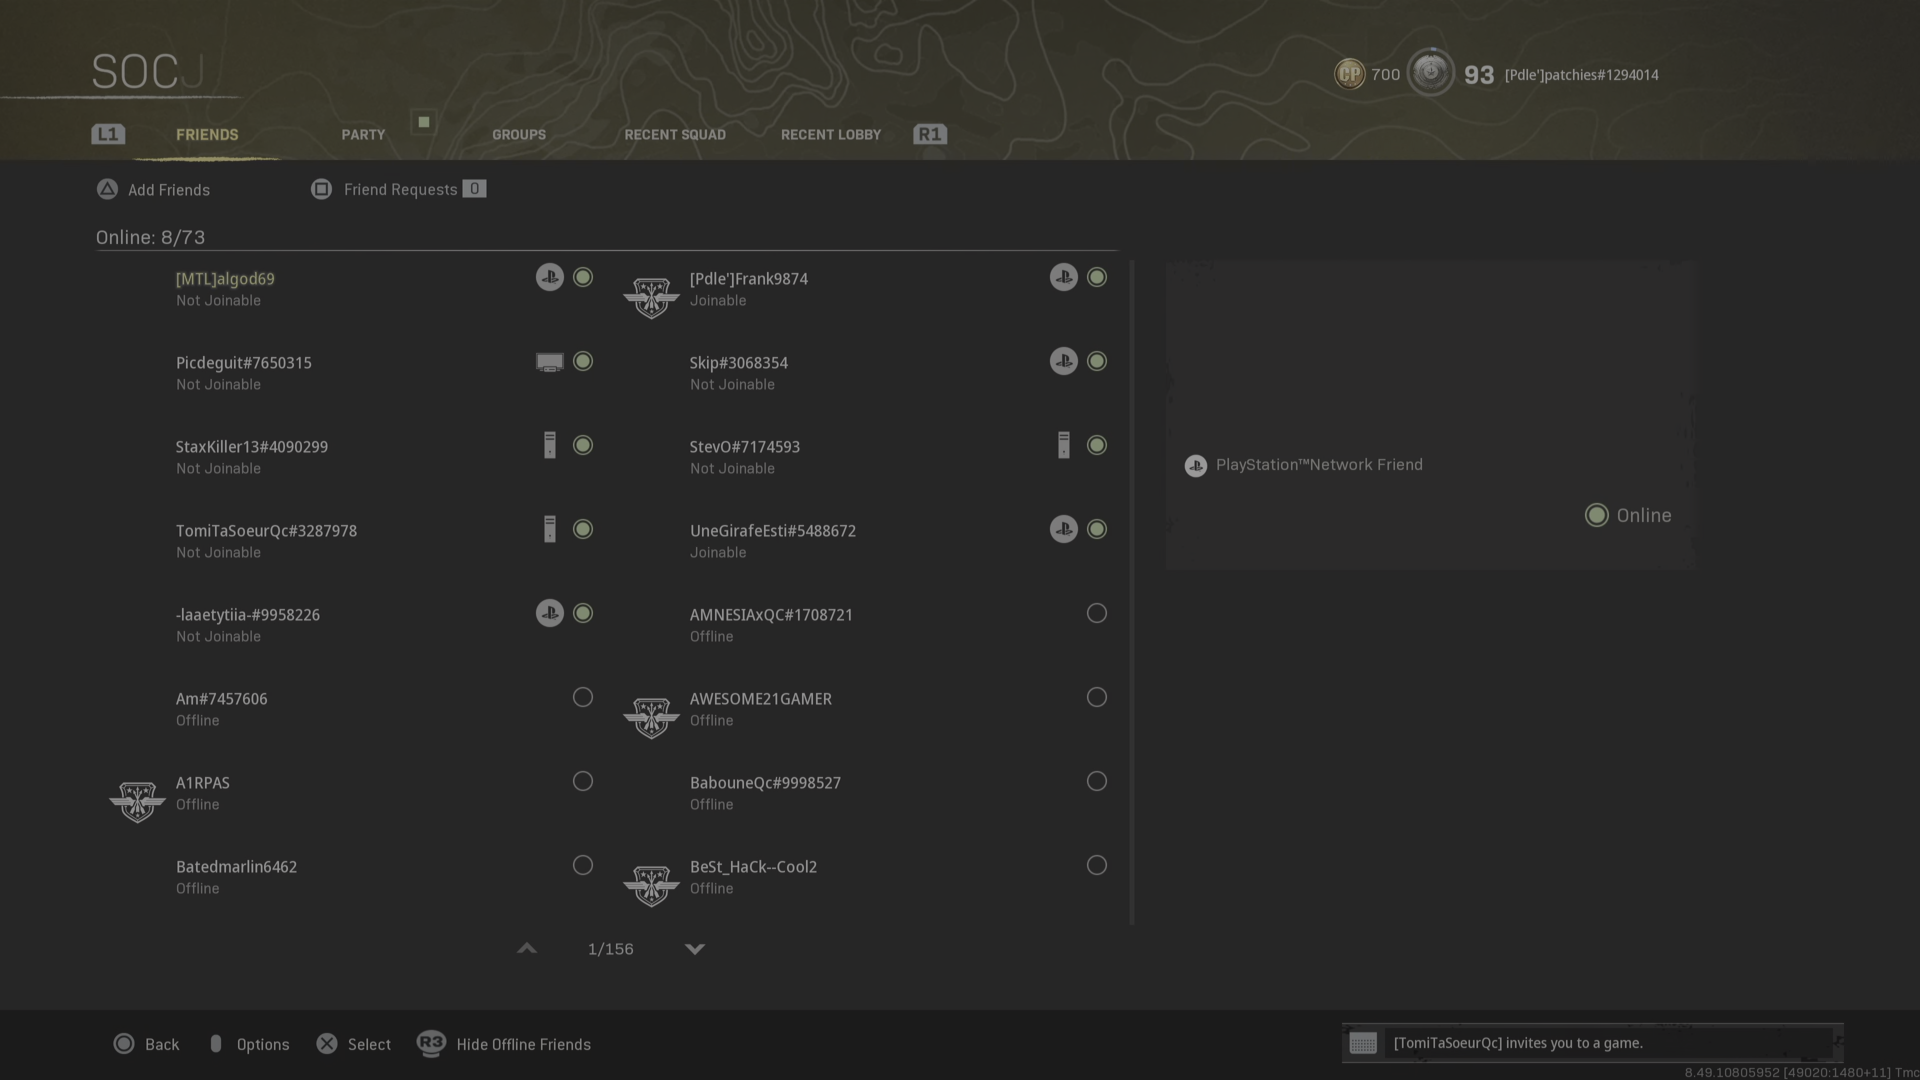 SOCJ
CP 700 93 [Pdle']patchies#1294014
L1 FRIENDS PARTY GROUPS RECENT SQUAD RECENT LOBBY R1
Add Friends Friend Requests 0
Online: 8/73
[MTL]algod69
Not Joinable
[Pdle']Frank9874
Joinable
Picdeguit#7650315
Not Joinable
Skip#3068354
Not Joinable
StaxKiller13#4090299
Not Joinable
StevO#7174593
Not Joinable
TomiTaSoeurQc#3287978
Not Joinable
UneGirafeEsti#5488672
Joinable
-laaetytiia-#9958226
Not Joinable
AMNESIAxQC#1708721
Offline
Am#7457606
Offline
AWESOME21GAMER
Offline
A1RPAS
Offline
BabouneQc#9998527
Offline
Batedmarlin6462
Offline
BeSt_HaCk--Cool2
Offline
PlayStation™Network Friend
Online
1/156
Back Options Select R3 Hide Offline Friends
[TomiTaSoeurQc] invites you to a game.
8.49.10805952 [49020:1480+11] Tmc